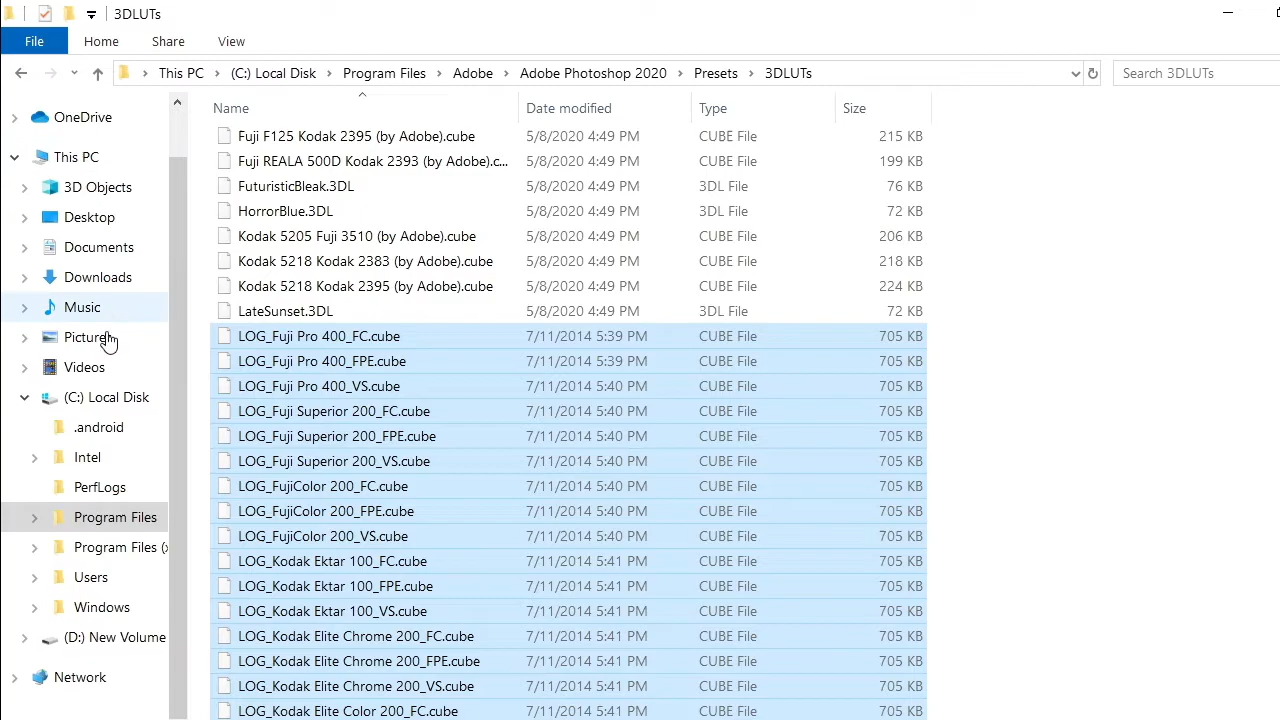 3DLUTs
File Home Share View
This PC (C:) Local Disk Program Files Adobe Adobe Photoshop 2020 Presets 3DLUTs Search 3DLUTs
OneDrive
This PC
3D Objects
Desktop
Documents
Downloads
Music
Videos
(C:) Local Disk
.android
Intel
PerfLogs
Program Files
Program Files (x
Users
Windows
(D:) New Volume
Network
Name Date modified Type Size
Fuji F125 Kodak 2395 (by Adobe).cube 5/8/2020 4:49 PM CUBE File 215 KB
Fuji REALA 500D Kodak 2393 (by Adobe).c... 5/8/2020 4:49 PM CUBE File 199 KB
FuturisticBleak.3DL 5/8/2020 4:49 PM 3DL File 76 KB
HorrorBlue.3DL 5/8/2020 4:49 PM 3DL File 72 KB
Kodak 5205 Fuji 3510 (by Adobe).cube 5/8/2020 4:49 PM CUBE File 206 KB
Kodak 5218 Kodak 2383 (by Adobe).cube 5/8/2020 4:49 PM CUBE File 218 KB
Kodak 5218 Kodak 2395 (by Adobe).cube 5/8/2020 4:49 PM CUBE File 224 KB
LateSunset.3DL 5/8/2020 4:49 PM 3DL File 72 KB
LOG_Fuji Pro 400_FC.cube 7/11/2014 5:39 PM CUBE File 705 KB
LOG_Fuji Pro 400_FPE.cube 7/11/2014 5:39 PM CUBE File 705 KB
LOG_Fuji Pro 400_VS.cube 7/11/2014 5:40 PM CUBE File 705 KB
LOG_Fuji Superior 200_FC.cube 7/11/2014 5:40 PM CUBE File 705 KB
LOG_Fuji Superior 200_FPE.cube 7/11/2014 5:40 PM CUBE File 705 KB
LOG_Fuji Superior 200_VS.cube 7/11/2014 5:40 PM CUBE File 705 KB
LOG_FujiColor 200_FC.cube 7/11/2014 5:40 PM CUBE File 705 KB
LOG_FujiColor 200_FPE.cube 7/11/2014 5:40 PM CUBE File 705 KB
LOG_FujiColor 200_VS.cube 7/11/2014 5:40 PM CUBE File 705 KB
LOG_Kodak Ektar 100_FC.cube 7/11/2014 5:41 PM CUBE File 705 KB
LOG_Kodak Ektar 100_FPE.cube 7/11/2014 5:41 PM CUBE File 705 KB
LOG_Kodak Ektar 100_VS.cube 7/11/2014 5:41 PM CUBE File 705 KB
LOG_Kodak Elite Chrome 200_FC.cube 7/11/2014 5:41 PM CUBE File 705 KB
LOG_Kodak Elite Chrome 200_FPE.cube 7/11/2014 5:41 PM CUBE File 705 KB
LOG_Kodak Elite Chrome 200_VS.cube 7/11/2014 5:41 PM CUBE File 705 KB
LOG_Kodak Elite Color 200_FC.cube 7/11/2014 5:41 PM CUBE File 705 KB